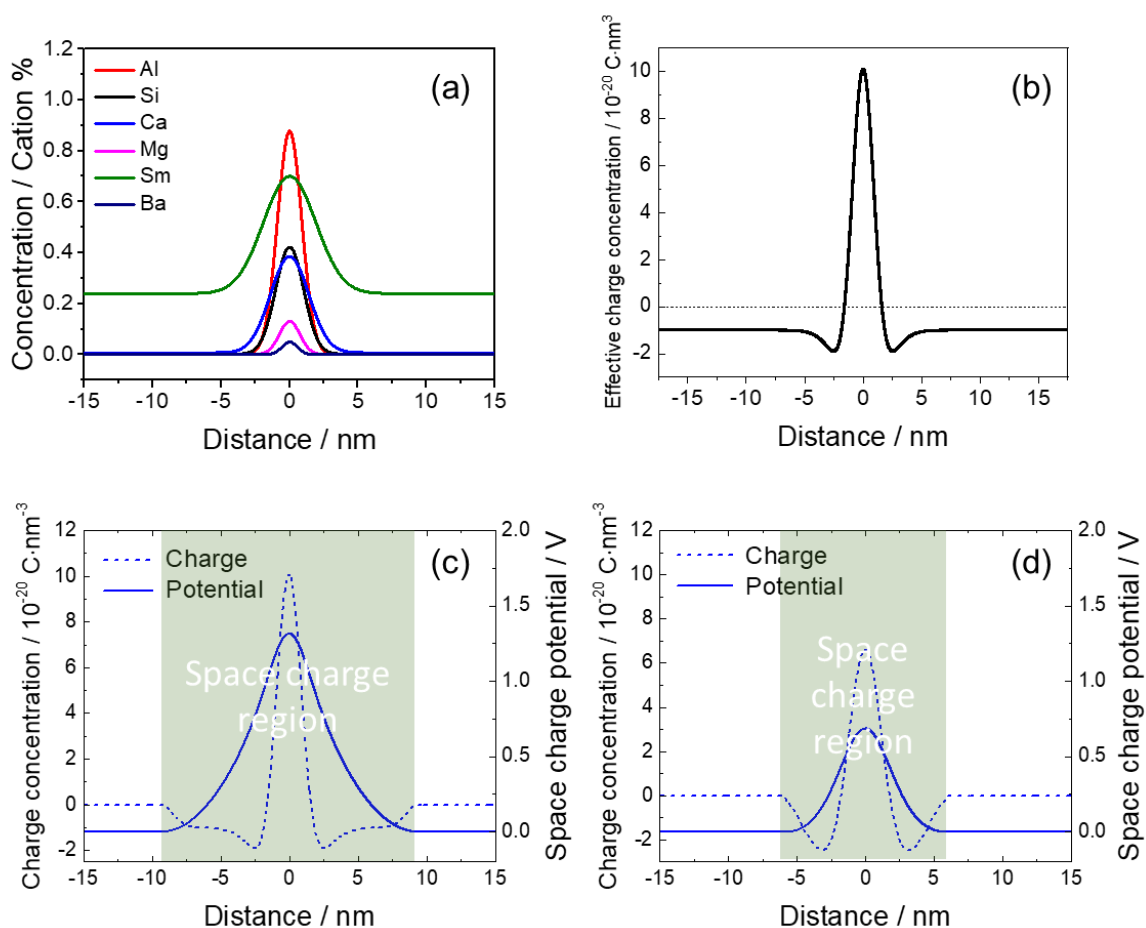 (a)
Concentration / Cation %
1.2
1.0
0.8
0.6
0.4
0.2
0.0
Al
Si
Ca
Mg
Sm
Ba
-15 -10 -5 0 5 10 15
Distance / nm
(b)
Effective charge concentration / 10⁻²⁰ C·nm³
10
8
6
4
2
0
-2
-15 -10 -5 0 5 10 15
Distance / nm
(c)
Charge concentration / 10⁻²⁰ C·nm⁻³
12
10
8
6
4
2
0
-2
Charge
Potential
Space charge
region
2.0
1.5
1.0
0.5
0.0
Space charge potential / V
-15 -10 -5 0 5 10 15
Distance / nm
(d)
Charge concentration / 10⁻²⁰ C·nm⁻³
12
10
8
6
4
2
0
-2
Charge
Potential
Space
charge
region
2.0
1.5
1.0
0.5
0.0
Space charge potential / V
-15 -10 -5 0 5 10 15
Distance / nm